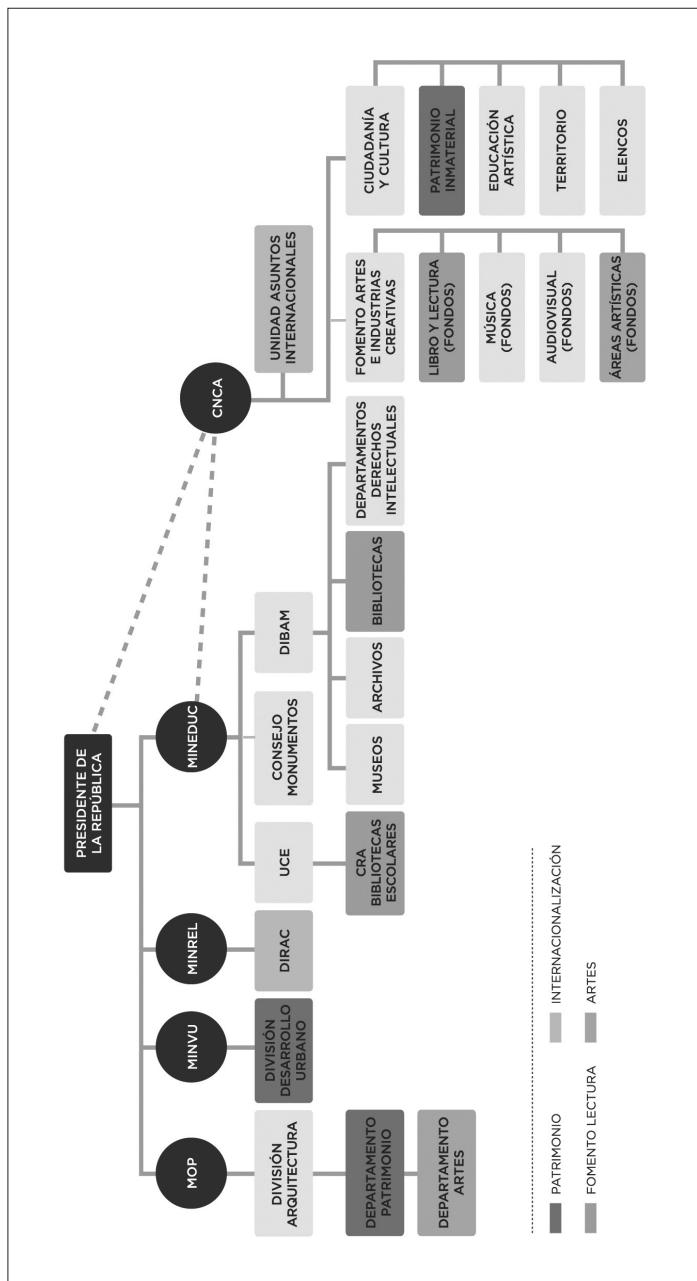 PRESIDENTE DE
LA REPÚBLICA
MOP
MINVU
MINREL
MINEDUC
CNCA
DIVISIÓN
ARQUITECTURA
DIVISIÓN
DESARROLLO
URBANO
DIRAC
UCE
CONSEJO
MONUMENTOS
DIBAM
UNIDAD ASUNTOS
INTERNACIONALES
DEPARTAMENTO
PATRIMONIO
DEPARTAMENTO
ARTES
CRA
BIBLIOTECAS
ESCOLARES
MUSEOS
ARCHIVOS
BIBLIOTECAS
DEPARTAMENTOS
DERECHOS
INTELECTUALES
FOMENTO ARTES
E INDUSTRIAS
CREATIVAS
LIBRO Y LECTURA
(FONDOS)
MÚSICA
(FONDOS)
AUDIOVISUAL
(FONDOS)
ÁREAS ARTÍSTICAS
(FONDOS)
CIUDADANÍA
Y CULTURA
PATRIMONIO
INMATERIAL
EDUCACIÓN
ARTÍSTICA
TERRITORIO
ELENCOS
PATRIMONIO
INTERNACIONALIZACIÓN
FOMENTO LECTURA
ARTES